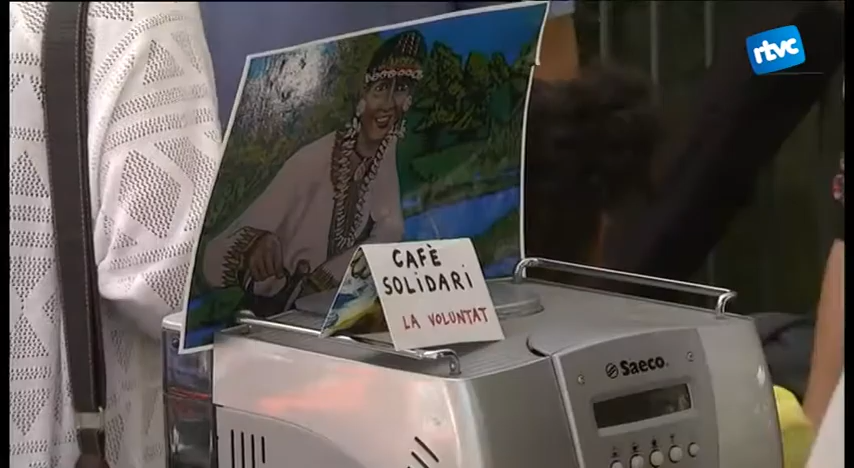 rtvc
CAFÈ
SOLIDARI
LA VOLUNTAT
Saeco